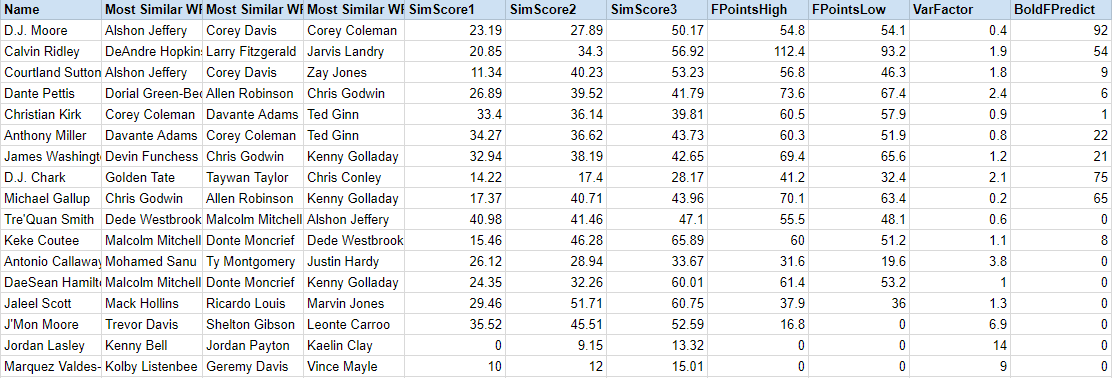 Name Most Similar WF Most Similar WF Most Similar WF SimScore1 SimScore2 SimScore3 FPointsHigh FPointsLow VarFactor BoldFPredict
D.J. Moore Alshon Jeffery Corey Davis Corey Coleman 23.19 27.89 50.17 54.8 54.1 0.4 92
Calvin Ridley DeAndre Hopkins Larry Fitzgerald Jarvis Landry 20.85 34.3 56.92 112.4 93.2 1.9 54
Courtland Sutton Alshon Jeffery Corey Davis Zay Jones 11.34 40.23 53.23 56.8 46.3 1.8 9
Dante Pettis Dorial Green-Bec Allen Robinson Chris Godwin 26.89 39.52 41.79 73.6 67.4 2.4 6
Christian Kirk Corey Coleman Davante Adams Ted Ginn 33.4 36.14 39.81 60.5 57.9 0.9 1
Anthony Miller Davante Adams Corey Coleman Ted Ginn 34.27 36.62 43.73 60.3 51.9 0.8 22
James Washingt Devin Funchess Chris Godwin Kenny Golladay 32.94 38.19 42.65 69.4 65.6 1.2 21
D.J. Chark Golden Tate Taywan Taylor Chris Conley 14.22 17.4 28.17 41.2 32.4 2.1 75
Michael Gallup Chris Godwin Allen Robinson Kenny Golladay 17.37 40.71 43.96 70.1 63.4 0.2 65
Tre'Quan Smith Dede Westbrook Malcolm Mitchell Alshon Jeffery 40.98 41.46 47.1 55.5 48.1 0.6 0
Keke Coutee Malcolm Mitchell Donte Moncrief Dede Westbrook 15.46 46.28 65.89 60 51.2 1.1 8
Antonio Callaway Mohamed Sanu Ty Montgomery Justin Hardy 26.12 28.94 33.67 31.6 19.6 3.8 0
DaeSean Hamilt Malcolm Mitchell Donte Moncrief Kenny Golladay 24.35 32.26 60.01 61.4 53.2 1 0
Jaleel Scott Mack Hollins Ricardo Louis Marvin Jones 29.46 51.71 60.75 37.9 36 1.3 0
J'Mon Moore Trevor Davis Shelton Gibson Leonte Carroo 35.52 45.51 52.59 16.8 0 6.9 0
Jordan Lasley Kenny Bell Jordan Payton Kaelin Clay 0 9.15 13.32 0 0 14 0
Marquez Valdes- Kolby Listenbee Geremy Davis Vince Mayle 10 12 15.01 0 0 9 0